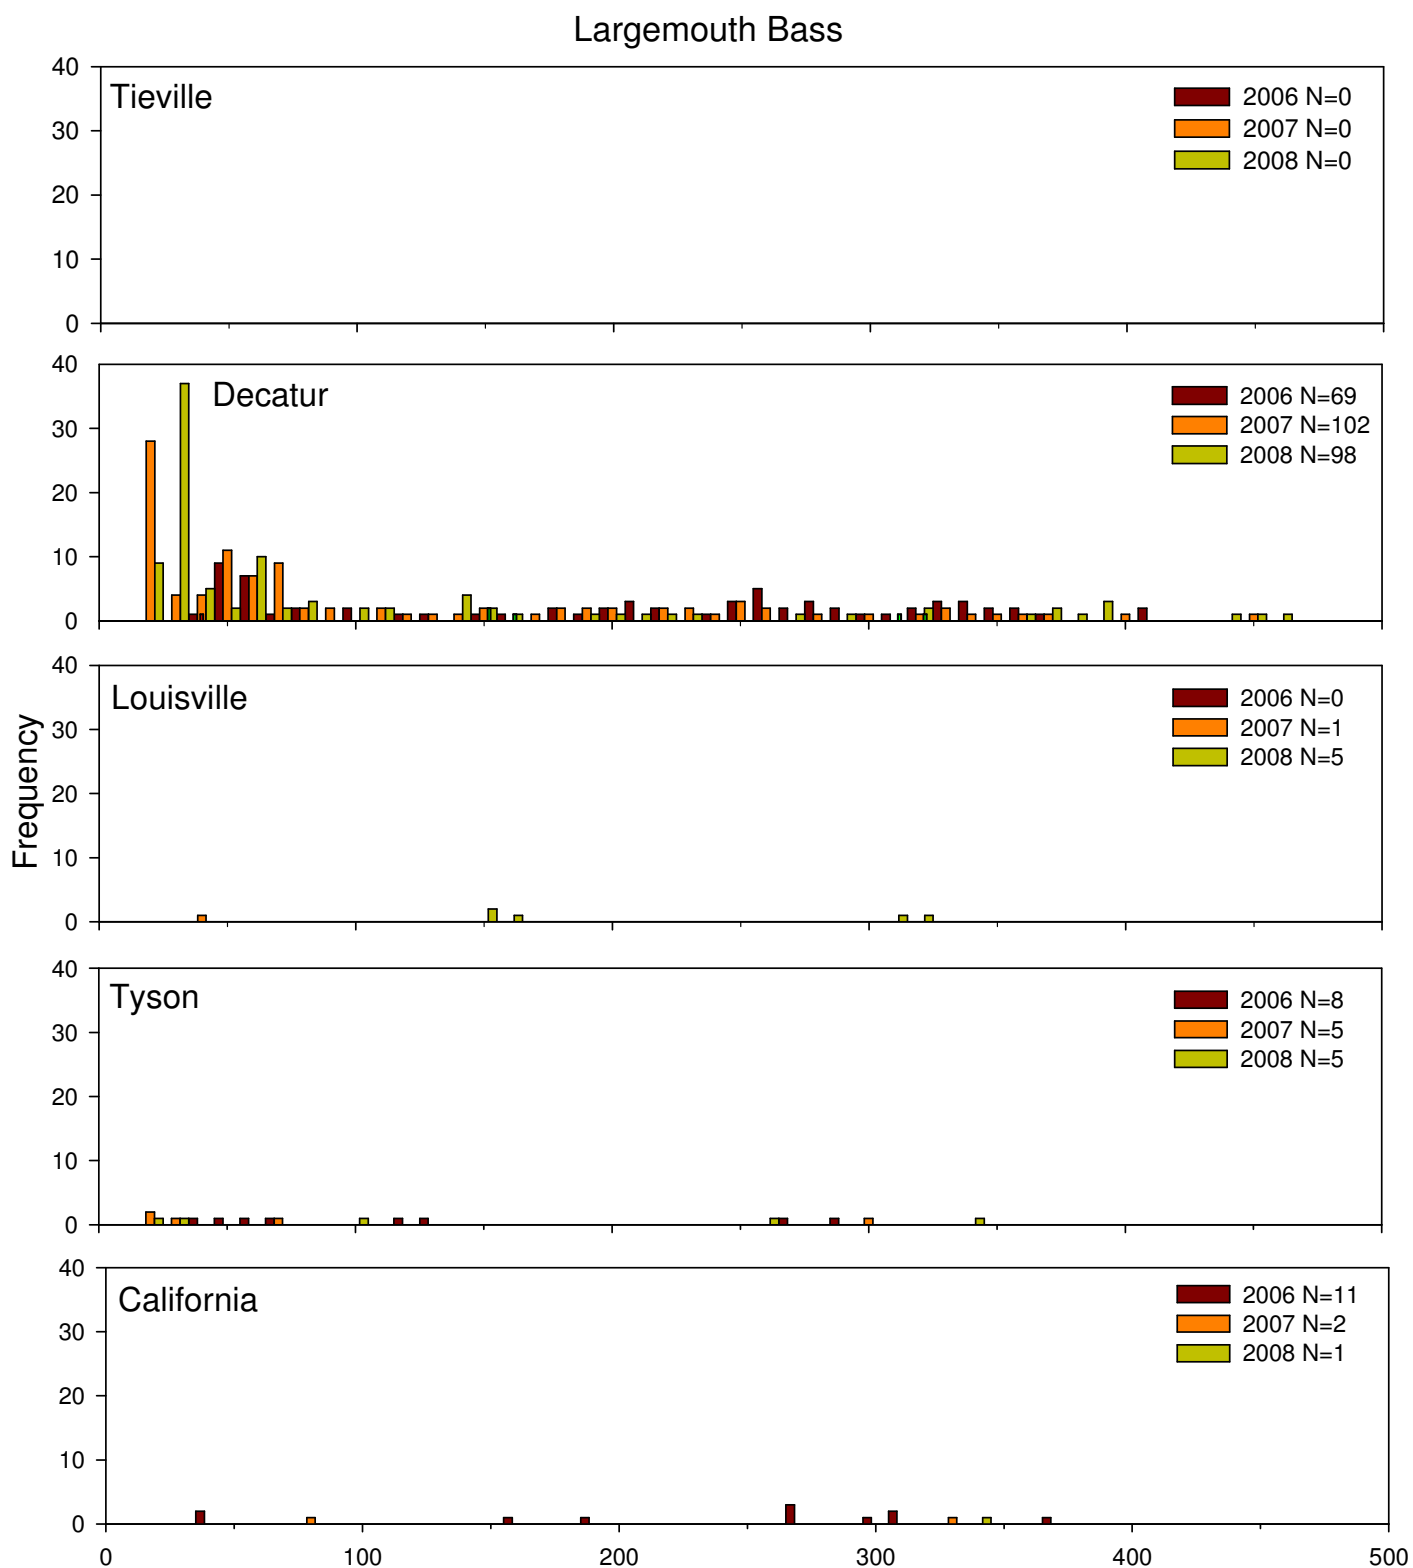 Largemouth Bass
40
Tieville
2006 N=0
30
2007 N=0
2008 N=0
20
10
0
40
Decatur
2006 N=69
30
2007 N=102
2008 N=98
20
10
0
Frequency
40
Louisville
2006 N=0
30
2007 N=1
2008 N=5
20
10
0
40
Tyson
2006 N=8
30
2007 N=5
2008 N=5
20
10
0
40
California
2006 N=11
30
2007 N=2
2008 N=1
20
10
0
0 100 200 300 400 500